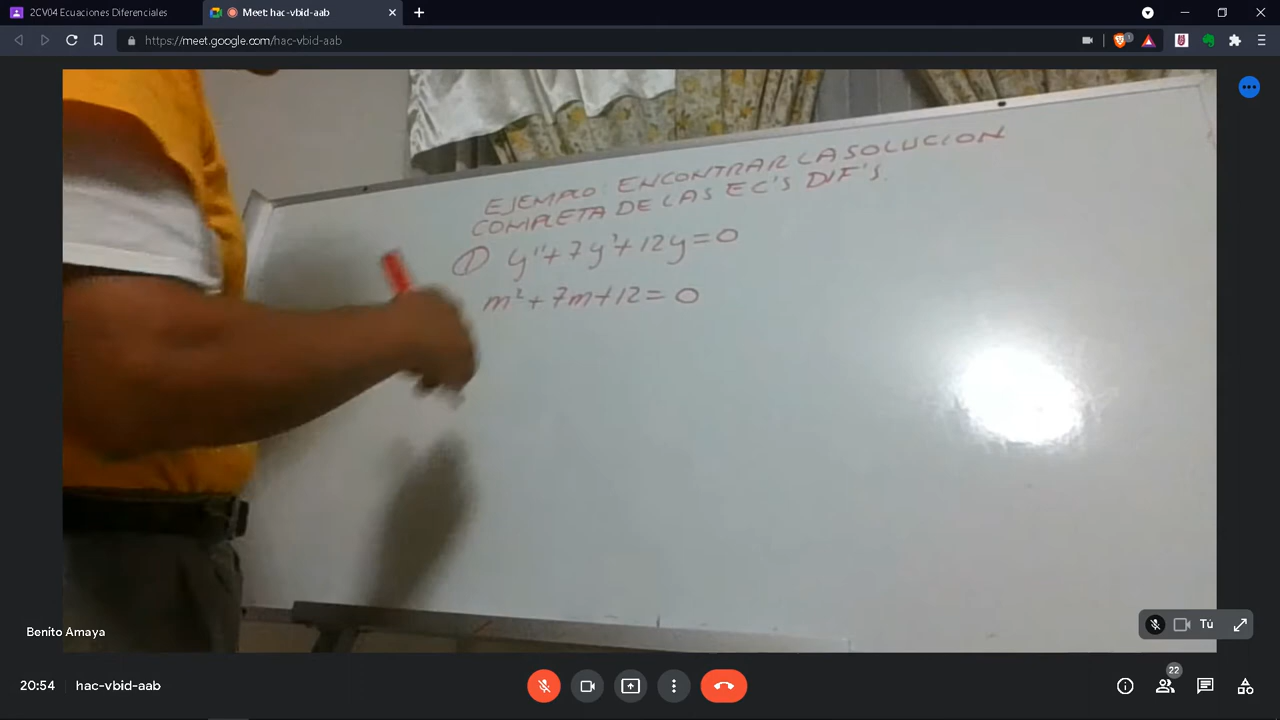 2CV04 Ecuaciones Diferenciales
Meet: hac-vbid-aab
https://meet.google.com/hac-vbid-aab
1
EJEMPLO: ENCONTRAR LA SOLUCION
COMPLETA DE LAS EC'S DIF'S.
① y''+7y'+12y=0
m²+7m+12=0
Benito Amaya
Tú
20:54
hac-vbid-aab
22